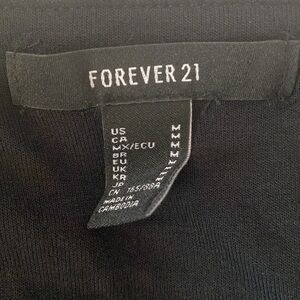 FOREVER 21
US M
CA M
MX/ECU M
BR M
EU M
UK M
KR M
JP M
CN 165/88A
MADE IN
CAMBODIA